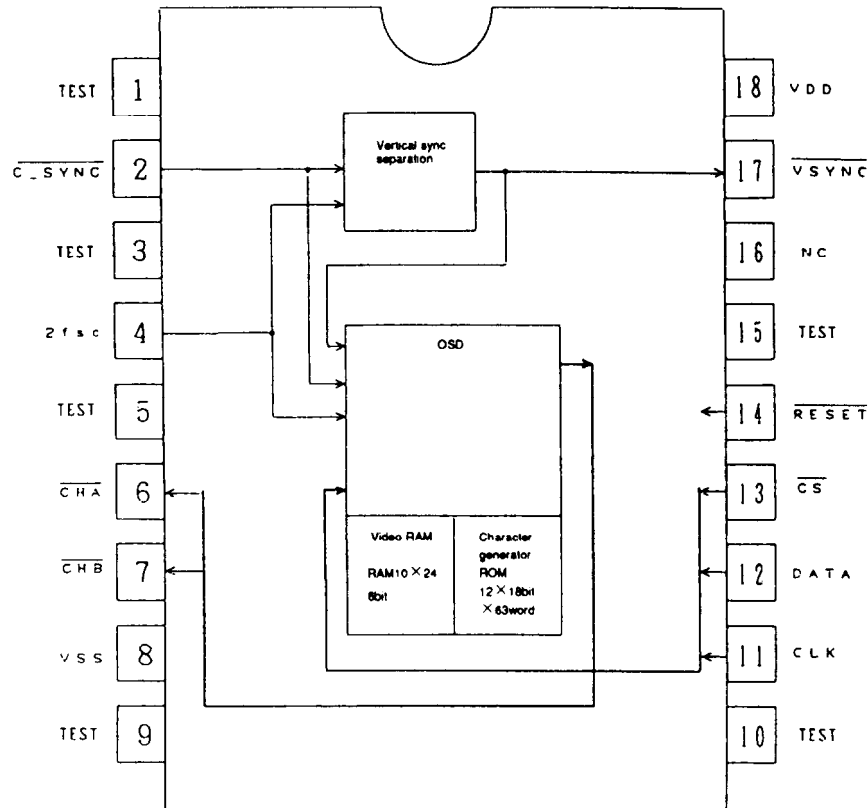 TEST 1
C_SYNC 2
TEST 3
2fsc 4
TEST 5
CHA 6
CHB 7
VSS 8
TEST 9
Vertical sync
separation
OSD
Video RAM
RAM10×24
8bit
Character
generator
ROM
12×18bit
×63word
18 VDD
17 VSYNC
16 NC
15 TEST
14 RESET
13 CS
12 DATA
11 CLK
10 TEST